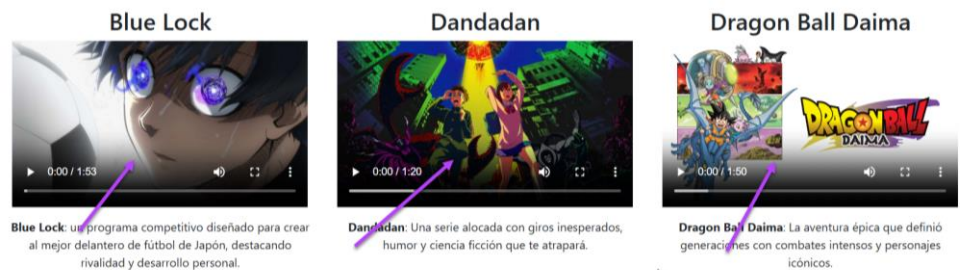 Blue Lock
0:00 / 1:53
Blue Lock: un programa competitivo diseñado para crear
al mejor delantero de fútbol de Japón, destacando
rivalidad y desarrollo personal.
Dandadan
0:00 / 1:20
Dandadan: Una serie alocada con giros inesperados,
humor y ciencia ficción que te atrapará.
Dragon Ball Daima
DRAGON BALL
DAIMA
0:00 / 1:50
Dragon Ball Daima: La aventura épica que definió
generaciones con combates intensos y personajes
icónicos.